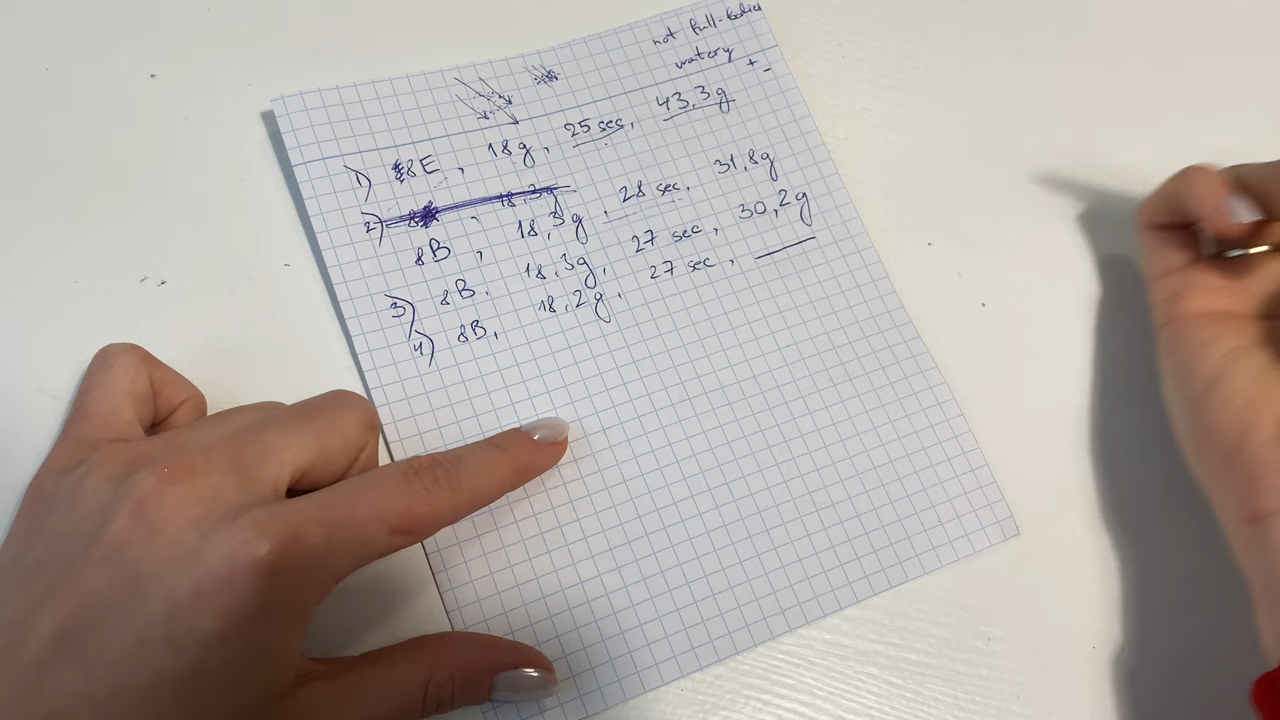 not full-bodied
watery + -
1) 8E, 18g, 25 sec, 43,3g
2) 18,3g
8B, 18,3g, 28 sec, 31,8g
3) 8B, 18,3g, 27 sec, 30,2g
4) 8B, 18,2g, 27 sec,